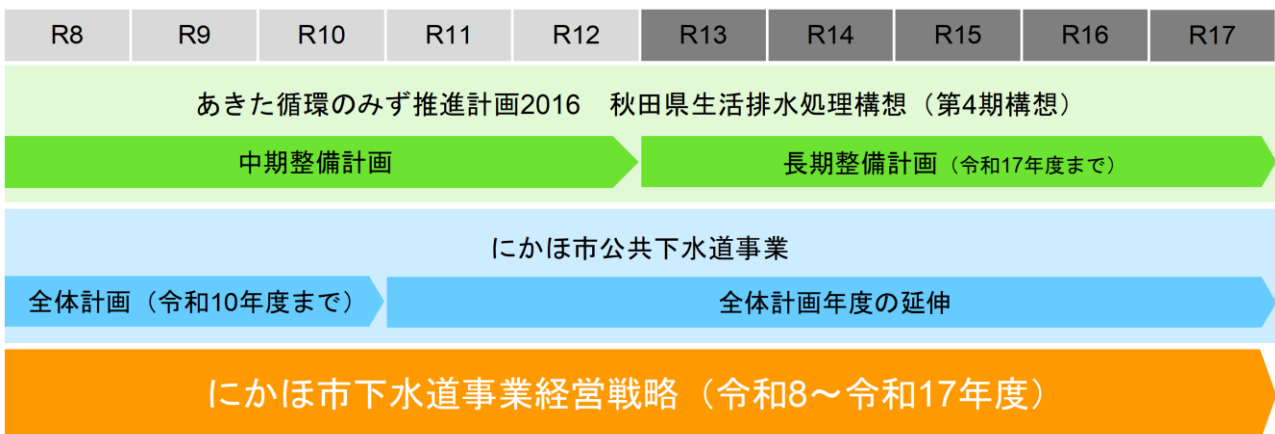 R8 R9 R10 R11 R12 R13 R14 R15 R16 R17
あきた循環のみず推進計画2016　秋田県生活排水処理構想（第4期構想）
中期整備計画 長期整備計画（令和17年度まで）
にかほ市公共下水道事業
全体計画（令和10年度まで） 全体計画年度の延伸
にかほ市下水道事業経営戦略（令和8～令和17年度）